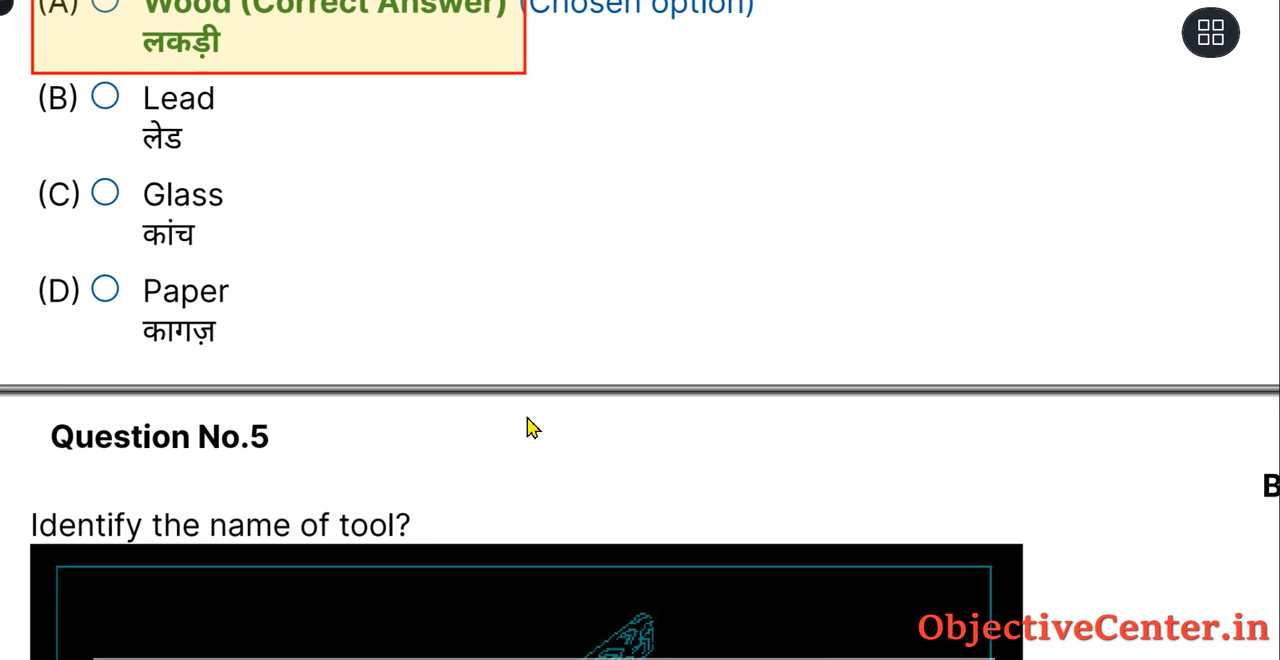 (A) Wood (Correct Answer) (Chosen option)
लकड़ी
(B) Lead
लेड
(C) Glass
कांच
(D) Paper
कागज़
Question No.5
B
Identify the name of tool?
ObjectiveCenter.in